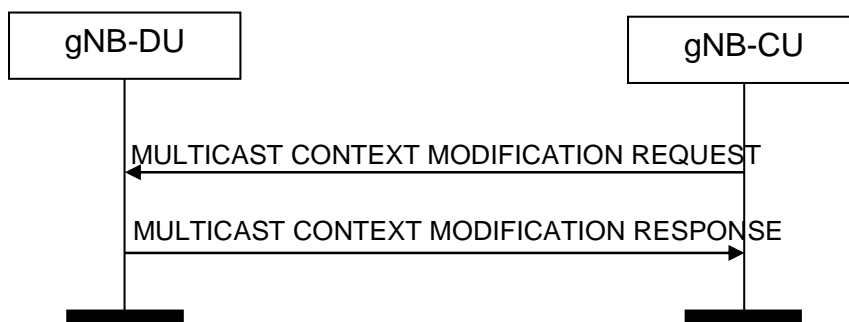 gNB-DU
gNB-CU
MULTICAST CONTEXT MODIFICATION REQUEST
MULTICAST CONTEXT MODIFICATION RESPONSE